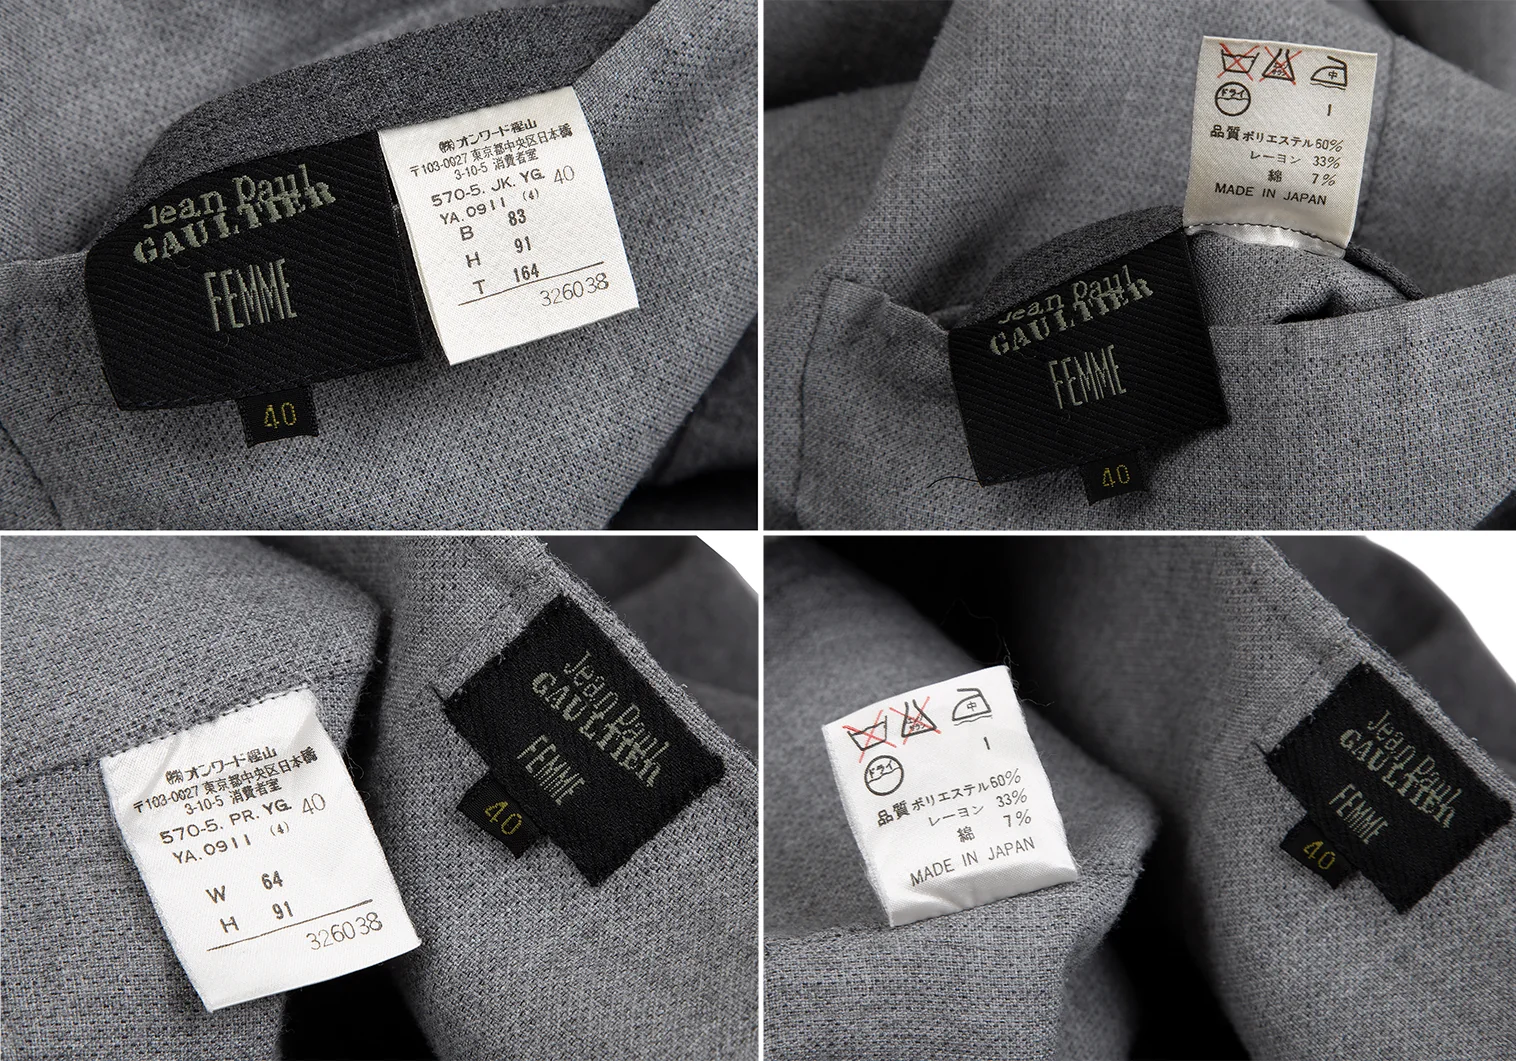 Jean Paul
GAULTIER
FEMME
40
㈱オンワード樫山
〒103-0027 東京都中央区日本橋
3-10-5 消費者室
570-5. JK. YG. 40
YA. 0911 (4)
B 83
H 91
T 164
326038
中
ドライ
I
品質 ポリエステル 60%
レーヨン 33%
綿 7%
MADE IN JAPAN
Jean Paul
GAULTIER
FEMME
40
㈱オンワード樫山
〒103-0027 東京都中央区日本橋
3-10-5 消費者室
570-5. PR. YG. 40
YA. 0911 (4)
W 64
H 91
326038
Jean Paul
GAULTIER
FEMME
40
中
ドライ
I
品質 ポリエステル 60%
レーヨン 33%
綿 7%
MADE IN JAPAN
Jean Paul
GAULTIER
FEMME
40